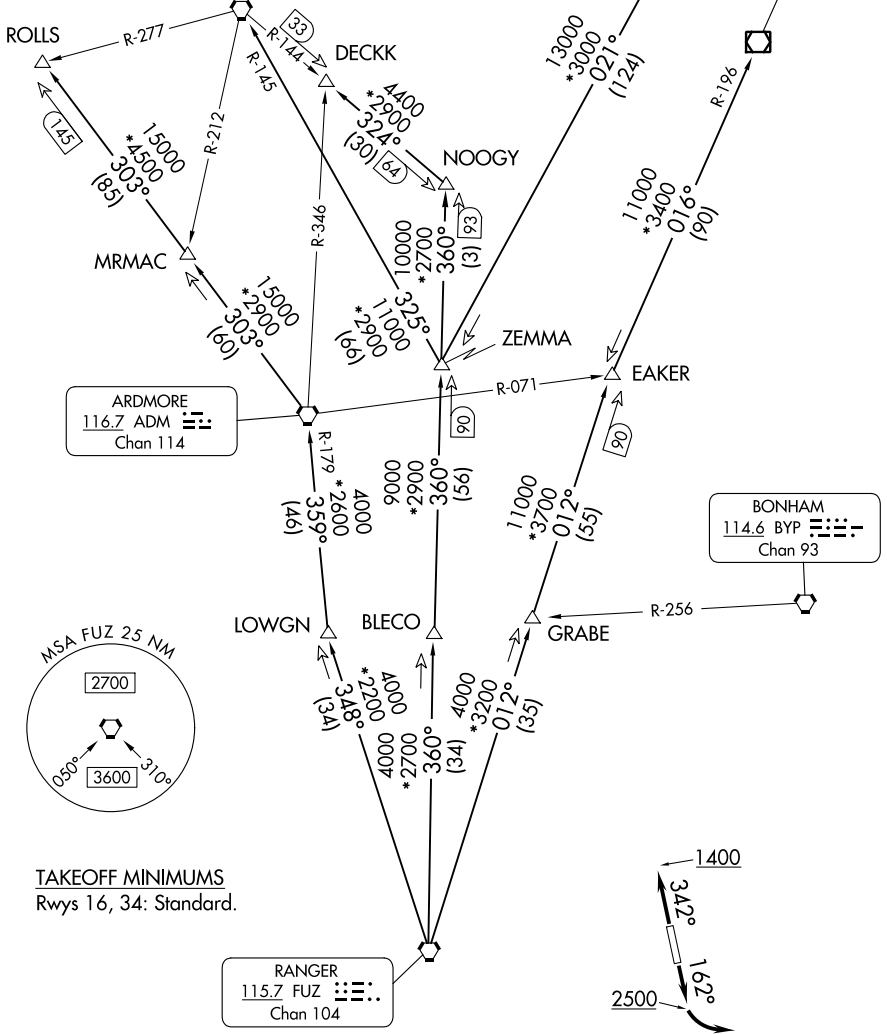 ROLLS
R-277
33
R-144
DECKK
R-145
13000
*3000
021°
(124)
R-196
145
15000
*4500
303°
(85)
R-212
4400
*2900
324°
(30)
64
NOOGY
93
R-346
11000
*3400
016°
(90)
MRMAC
10000
*2700
360°
(3)
15000
*2900
303°
(60)
325°
11000
*2900
(66)
ZEMMA
EAKER
R-071
ARDMORE
116.7 ADM
Chan 114
R-179
90
90
4000
*2600
359°
(46)
9000
*2900
360°
(56)
11000
*3700
012°
(55)
BONHAM
114.6 BYP
Chan 93
R-256
LOWGN
BLECO
GRABE
MSA FUZ 25 NM
2700
050°
3600
310°
4000
*2200
348°
(34)
4000
*2700
360°
(34)
4000
*3200
012°
(35)
TAKEOFF MINIMUMS
Rwys 16, 34: Standard.
1400
342°
162°
2500
RANGER
115.7 FUZ
Chan 104